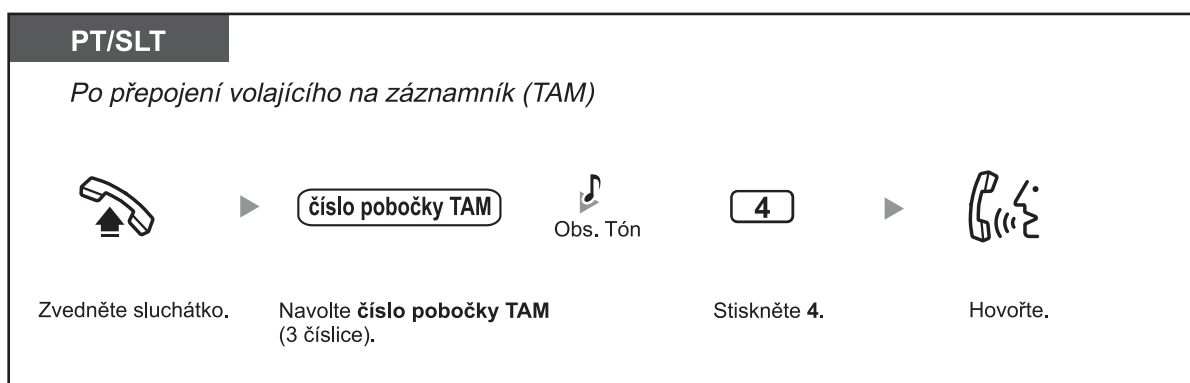 PT/SLT
Po přepojení volajícího na záznamník (TAM)
číslo pobočky TAM
Obs. Tón
4
Zvedněte sluchátko.
Navolte číslo pobočky TAM
(3 číslice).
Stiskněte 4.
Hovořte.